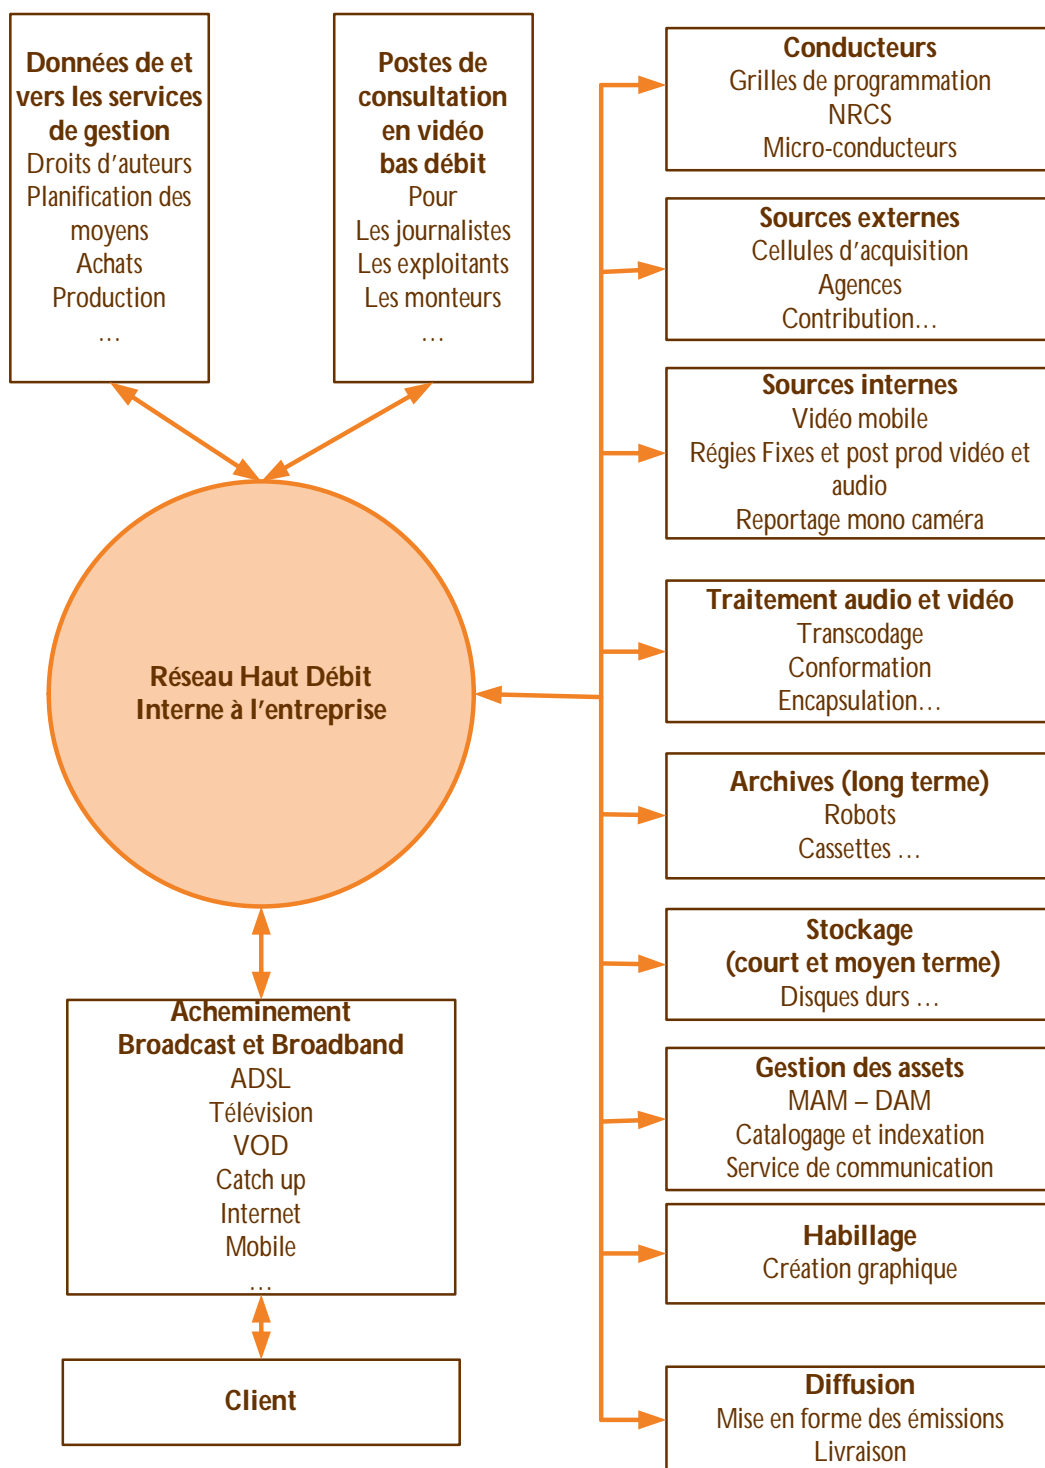 Données de et
vers les services
de gestion
Droits d'auteurs
Planification des
moyens
Achats
Production
…
Postes de
consultation
en vidéo
bas débit
Pour
Les journalistes
Les exploitants
Les monteurs
…
Réseau Haut Débit
Interne à l'entreprise
Acheminement
Broadcast et Broadband
ADSL
Télévision
VOD
Catch up
Internet
Mobile
…
Client
Conducteurs
Grilles de programmation
NRCS
Micro-conducteurs
Sources externes
Cellules d'acquisition
Agences
Contribution…
Sources internes
Vidéo mobile
Régies Fixes et post prod vidéo et
audio
Reportage mono caméra
Traitement audio et vidéo
Transcodage
Conformation
Encapsulation…
Archives (long terme)
Robots
Cassettes …
Stockage
(court et moyen terme)
Disques durs …
Gestion des assets
MAM – DAM
Catalogage et indexation
Service de communication
Habillage
Création graphique
Diffusion
Mise en forme des émissions
Livraison